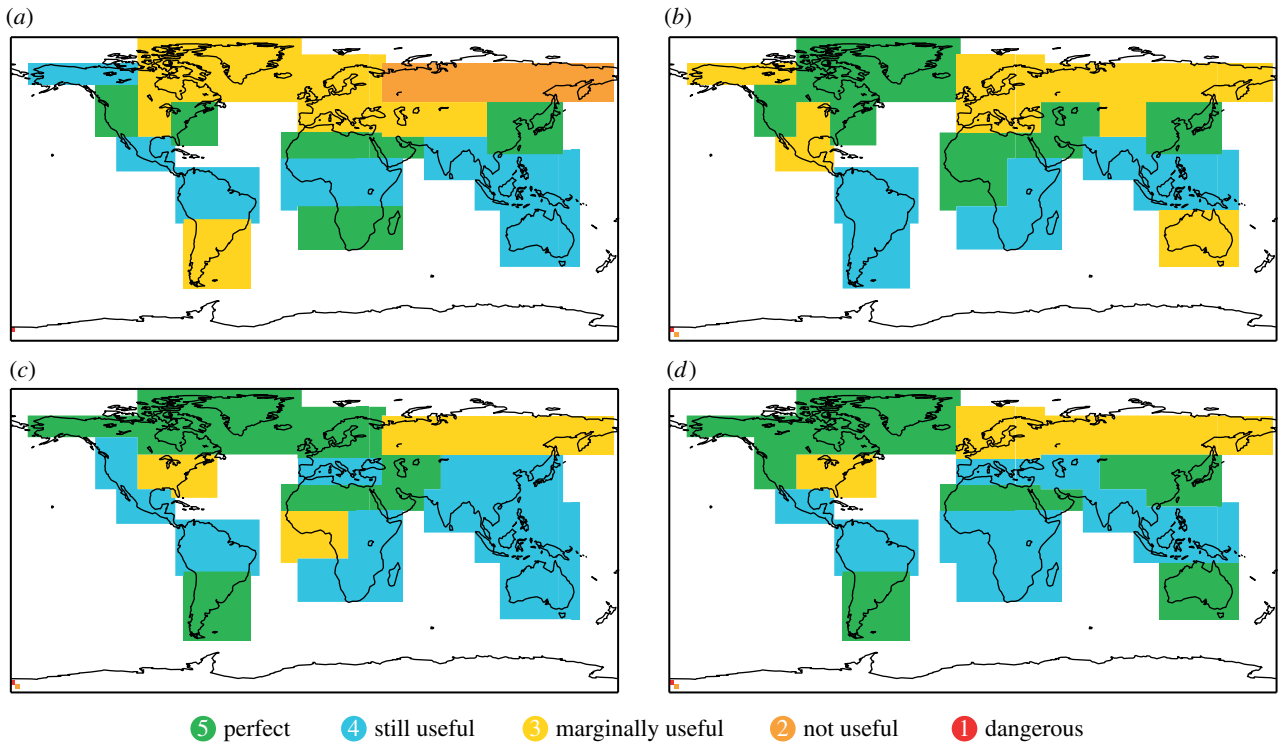 (a)
(b)
(c)
(d)
5 perfect 4 still useful 3 marginally useful 2 not useful 1 dangerous